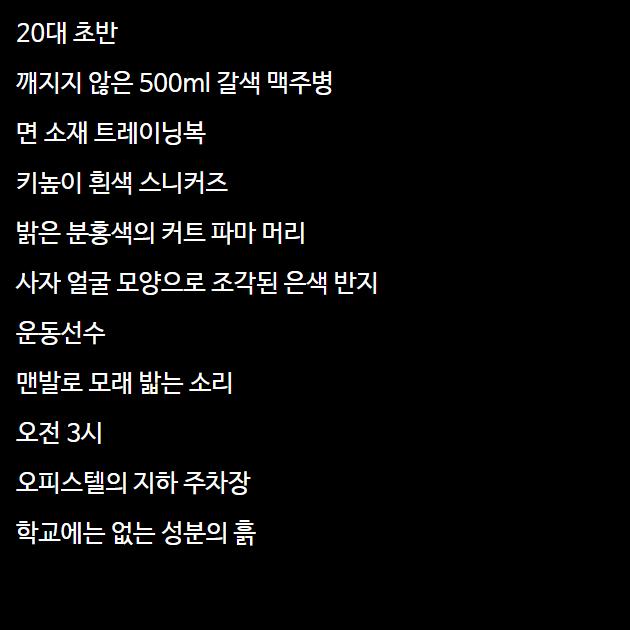 20대 초반
깨지지 않은 500ml 갈색 맥주병
면 소재 트레이닝복
키높이 흰색 스니커즈
밝은 분홍색의 커트 파마 머리
사자 얼굴 모양으로 조각된 은색 반지
운동선수
맨발로 모래 밟는 소리
오전 3시
오피스텔의 지하 주차장
학교에는 없는 성분의 흙